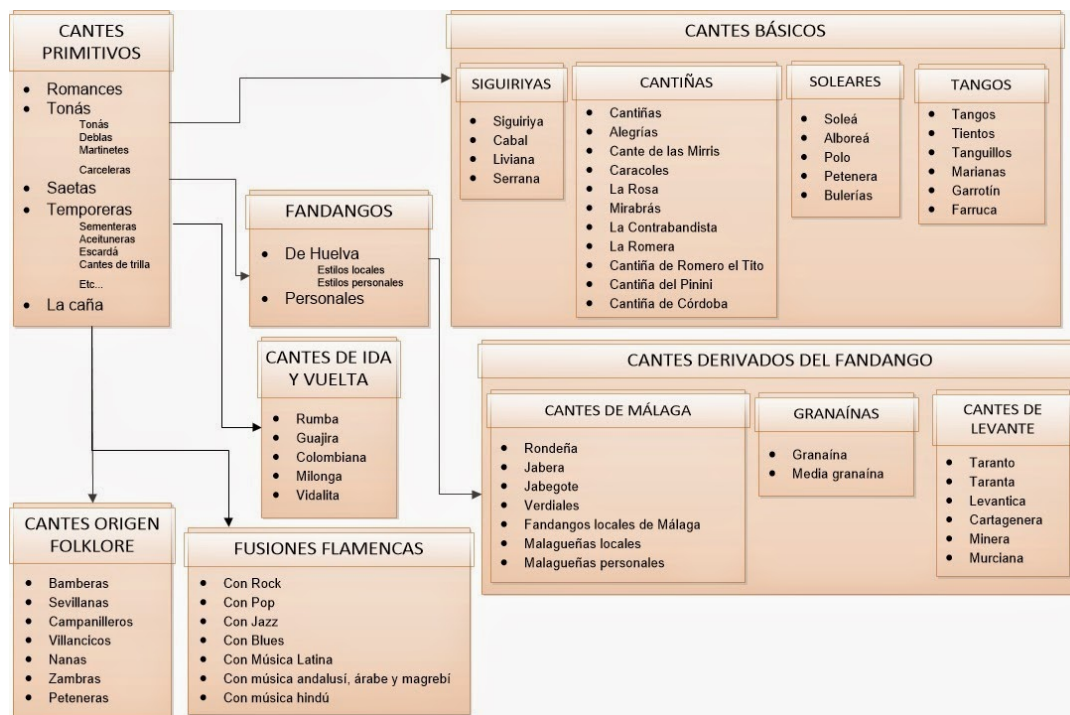 CANTES
PRIMITIVOS
Romances
Tonás
Tonás
Deblas
Martinetes
Carceleras
Saetas
Temporeras
Sementeras
Aceituneras
Escardá
Cantes de trilla
Etc...
La caña
CANTES BÁSICOS
SIGUIRIYAS
Siguiriya
Cabal
Liviana
Serrana
CANTIÑAS
Cantiñas
Alegrías
Cante de las Mirris
Caracoles
La Rosa
Mirabrás
La Contrabandista
La Romera
Cantiña de Romero el Tito
Cantiña del Pinini
Cantiña de Córdoba
SOLEARES
Soleá
Alboreá
Polo
Petenera
Bulerías
TANGOS
Tangos
Tientos
Tanguillos
Marianas
Garrotín
Farruca
FANDANGOS
De Huelva
Estilos locales
Estilos personales
Personales
CANTES DE IDA
Y VUELTA
Rumba
Guajira
Colombiana
Milonga
Vidalita
CANTES DERIVADOS DEL FANDANGO
CANTES DE MÁLAGA
Rondeña
Jabera
Jabegote
Verdiales
Fandangos locales de Málaga
Malagueñas locales
Malagueñas personales
GRANAÍNAS
Granaína
Media granaína
CANTES DE
LEVANTE
Taranto
Taranta
Levantica
Cartagenera
Minera
Murciana
CANTES ORIGEN
FOLKLORE
Bamberas
Sevillanas
Campanilleros
Villancicos
Nanas
Zambras
Peteneras
FUSIONES FLAMENCAS
Con Rock
Con Pop
Con Jazz
Con Blues
Con Música Latina
Con música andalusí, árabe y magrebí
Con música hindú